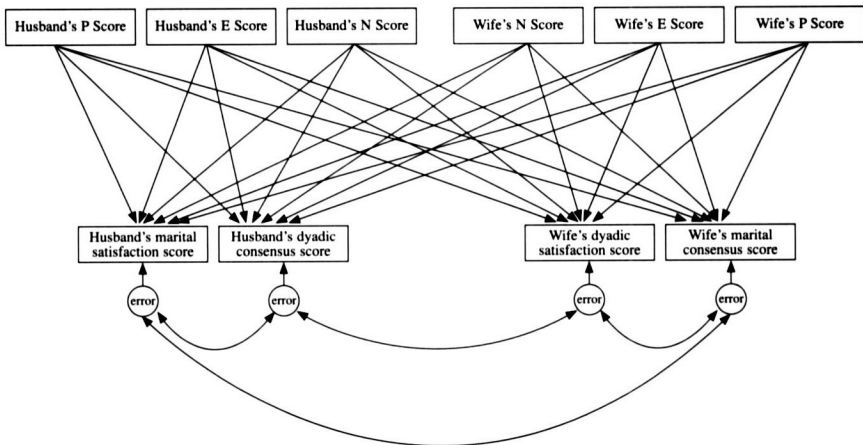 Husband's P Score
Husband's E Score
Husband's N Score
Wife's N Score
Wife's E Score
Wife's P Score
Husband's marital
satisfaction score
Husband's dyadic
consensus score
Wife's dyadic
satisfaction score
Wife's marital
consensus score
error
error
error
error